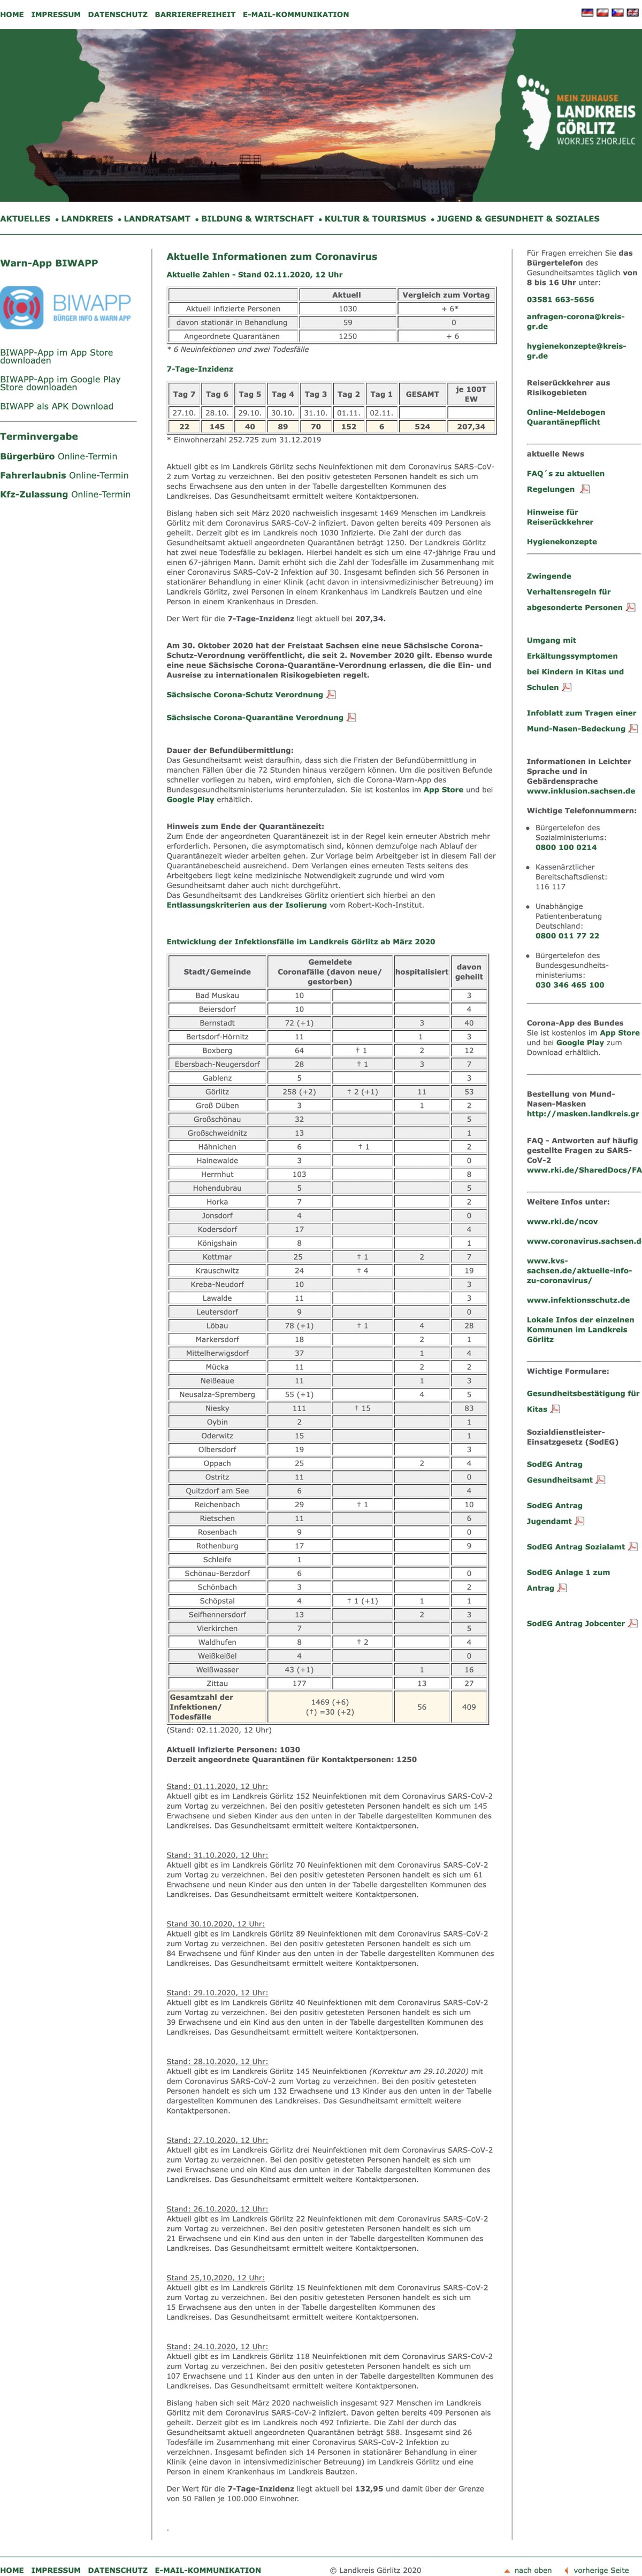 HOME IMPRESSUM DATENSCHUTZ BARRIEREFREIHEIT E-MAIL-KOMMUNIKATION
MEIN ZUHAUSE
LANDKREIS
GÖRLITZ
WOKRJES ZHORJELC
AKTUELLES • LANDKREIS • LANDRATSAMT • BILDUNG & WIRTSCHAFT • KULTUR & TOURISMUS • JUGEND & GESUNDHEIT & SOZIALES
Warn-App BIWAPP
BIWAPP
BÜRGER INFO & WARN APP
BIWAPP-App im App Store
downloaden
BIWAPP-App im Google Play
Store downloaden
BIWAPP als APK Download
Terminvergabe
Bürgerbüro Online-Termin
Fahrerlaubnis Online-Termin
Kfz-Zulassung Online-Termin
Aktuelle Informationen zum Coronavirus
Aktuelle Zahlen - Stand 02.11.2020, 12 Uhr
Aktuell Vergleich zum Vortag
Aktuell infizierte Personen 1030 + 6*
davon stationär in Behandlung 59 0
Angeordnete Quarantänen 1250 + 6
* 6 Neuinfektionen und zwei Todesfälle
7-Tage-Inzidenz
Tag 7 Tag 6 Tag 5 Tag 4 Tag 3 Tag 2 Tag 1 GESAMT je 100T
EW
27.10. 28.10. 29.10. 30.10. 31.10. 01.11. 02.11.
22 145 40 89 70 152 6 524 207,34
* Einwohnerzahl 252.725 zum 31.12.2019
Aktuell gibt es im Landkreis Görlitz sechs Neuinfektionen mit dem Coronavirus SARS-CoV-
2 zum Vortag zu verzeichnen. Bei den positiv getesteten Personen handelt es sich um
sechs Erwachsene aus den unten in der Tabelle dargestellten Kommunen des
Landkreises. Das Gesundheitsamt ermittelt weitere Kontaktpersonen.
Bislang haben sich seit März 2020 nachweislich insgesamt 1469 Menschen im Landkreis
Görlitz mit dem Coronavirus SARS-CoV-2 infiziert. Davon gelten bereits 409 Personen als
geheilt. Derzeit gibt es im Landkreis noch 1030 Infizierte. Die Zahl der durch das
Gesundheitsamt aktuell angeordneten Quarantänen beträgt 1250. Der Landkreis Görlitz
hat zwei neue Todesfälle zu beklagen. Hierbei handelt es sich um eine 47-jährige Frau und
einen 67-jährigen Mann. Damit erhöht sich die Zahl der Todesfälle im Zusammenhang mit
einer Coronavirus SARS-CoV-2 Infektion auf 30. Insgesamt befinden sich 56 Personen in
stationärer Behandlung in einer Klinik (acht davon in intensivmedizinischer Betreuung) im
Landkreis Görlitz, zwei Personen in einem Krankenhaus im Landkreis Bautzen und eine
Person in einem Krankenhaus in Dresden.
Der Wert für die 7-Tage-Inzidenz liegt aktuell bei 207,34.
Am 30. Oktober 2020 hat der Freistaat Sachsen eine neue Sächsische Corona-
Schutz-Verordnung veröffentlicht, die seit 2. November 2020 gilt. Ebenso wurde
eine neue Sächsische Corona-Quarantäne-Verordnung erlassen, die die Ein- und
Ausreise zu internationalen Risikogebieten regelt.
Sächsische Corona-Schutz Verordnung
Sächsische Corona-Quarantäne Verordnung
Dauer der Befundübermittlung:
Das Gesundheitsamt weist daraufhin, dass sich die Fristen der Befundübermittlung in
manchen Fällen über die 72 Stunden hinaus verzögern können. Um die positiven Befunde
schneller vorliegen zu haben, wird empfohlen, sich die Corona-Warn-App des
Bundesgesundheitsministeriums herunterzuladen. Sie ist kostenlos im App Store und bei
Google Play erhältlich.
Hinweis zum Ende der Quarantänezeit:
Zum Ende der angeordneten Quarantänezeit ist in der Regel kein erneuter Abstrich mehr
erforderlich. Personen, die asymptomatisch sind, können demzufolge nach Ablauf der
Quarantänezeit wieder arbeiten gehen. Zur Vorlage beim Arbeitgeber ist in diesem Fall der
Quarantänebescheid ausreichend. Dem Verlangen eines erneuten Tests seitens des
Arbeitgebers liegt keine medizinische Notwendigkeit zugrunde und wird vom
Gesundheitsamt daher auch nicht durchgeführt.
Das Gesundheitsamt des Landkreises Görlitz orientiert sich hierbei an den
Entlassungskriterien aus der Isolierung vom Robert-Koch-Institut.
Entwicklung der Infektionsfälle im Landkreis Görlitz ab März 2020
Stadt/Gemeinde Gemeldete
Coronafälle (davon neue/
gestorben) hospitalisiert davon
geheilt
Bad Muskau 10 3
Beiersdorf 10 4
Bernstadt 72 (+1) 3 40
Bertsdorf-Hörnitz 11 1 3
Boxberg 64 † 1 2 12
Ebersbach-Neugersdorf 28 † 1 3 7
Gablenz 5 3
Görlitz 258 (+2) † 2 (+1) 11 53
Groß Düben 3 1 2
Großschönau 32 5
Großschweidnitz 13 1
Hähnichen 6 † 1 2
Hainewalde 3 0
Herrnhut 103 8
Hohendubrau 5 5
Horka 7 2
Jonsdorf 4 0
Kodersdorf 17 4
Königshain 8 1
Kottmar 25 † 1 2 7
Krauschwitz 24 † 4 19
Kreba-Neudorf 10 3
Lawalde 11 3
Leutersdorf 9 0
Löbau 78 (+1) † 1 4 28
Markersdorf 18 2 1
Mittelherwigsdorf 37 1 4
Mücka 11 2 2
Neißeaue 11 1 3
Neusalza-Spremberg 55 (+1) 4 5
Niesky 111 † 15 83
Oybin 2 1
Oderwitz 15 1
Olbersdorf 19 3
Oppach 25 2 4
Ostritz 11 0
Quitzdorf am See 6 4
Reichenbach 29 † 1 10
Rietschen 11 6
Rosenbach 9 0
Rothenburg 17 9
Schleife 1
Schönau-Berzdorf 6 0
Schönbach 3 2
Schöpstal 4 † 1 (+1) 1 1
Seifhennersdorf 13 2 3
Vierkirchen 7 5
Waldhufen 8 † 2 4
Weißkeißel 4 0
Weißwasser 43 (+1) 1 16
Zittau 177 13 27
Gesamtzahl der
Infektionen/
Todesfälle 1469 (+6)
(†) =30 (+2) 56 409
(Stand: 02.11.2020, 12 Uhr)
Aktuell infizierte Personen: 1030
Derzeit angeordnete Quarantänen für Kontaktpersonen: 1250
Stand: 01.11.2020, 12 Uhr:
Aktuell gibt es im Landkreis Görlitz 152 Neuinfektionen mit dem Coronavirus SARS-CoV-2
zum Vortag zu verzeichnen. Bei den positiv getesteten Personen handelt es sich um 145
Erwachsene und sieben Kinder aus den unten in der Tabelle dargestellten Kommunen des
Landkreises. Das Gesundheitsamt ermittelt weitere Kontaktpersonen.
Stand: 31.10.2020, 12 Uhr:
Aktuell gibt es im Landkreis Görlitz 70 Neuinfektionen mit dem Coronavirus SARS-CoV-2
zum Vortag zu verzeichnen. Bei den positiv getesteten Personen handelt es sich um 61
Erwachsene und neun Kinder aus den unten in der Tabelle dargestellten Kommunen des
Landkreises. Das Gesundheitsamt ermittelt weitere Kontaktpersonen.
Stand 30.10.2020, 12 Uhr:
Aktuell gibt es im Landkreis Görlitz 89 Neuinfektionen mit dem Coronavirus SARS-CoV-2
zum Vortag zu verzeichnen. Bei den positiv getesteten Personen handelt es sich um
84 Erwachsene und fünf Kinder aus den unten in der Tabelle dargestellten Kommunen des
Landkreises. Das Gesundheitsamt ermittelt weitere Kontaktpersonen.
Stand: 29.10.2020, 12 Uhr:
Aktuell gibt es im Landkreis Görlitz 40 Neuinfektionen mit dem Coronavirus SARS-CoV-2
zum Vortag zu verzeichnen. Bei den positiv getesteten Personen handelt es sich um
39 Erwachsene und ein Kind aus den unten in der Tabelle dargestellten Kommunen des
Landkreises. Das Gesundheitsamt ermittelt weitere Kontaktpersonen.
Stand: 28.10.2020, 12 Uhr:
Aktuell gibt es im Landkreis Görlitz 145 Neuinfektionen (Korrektur am 29.10.2020) mit
dem Coronavirus SARS-CoV-2 zum Vortag zu verzeichnen. Bei den positiv getesteten
Personen handelt es sich um 132 Erwachsene und 13 Kinder aus den unten in der Tabelle
dargestellten Kommunen des Landkreises. Das Gesundheitsamt ermittelt weitere
Kontaktpersonen.
Stand: 27.10.2020, 12 Uhr:
Aktuell gibt es im Landkreis Görlitz drei Neuinfektionen mit dem Coronavirus SARS-CoV-2
zum Vortag zu verzeichnen. Bei den positiv getesteten Personen handelt es sich um
zwei Erwachsene und ein Kind aus den unten in der Tabelle dargestellten Kommunen des
Landkreises. Das Gesundheitsamt ermittelt weitere Kontaktpersonen.
Stand: 26.10.2020, 12 Uhr:
Aktuell gibt es im Landkreis Görlitz 22 Neuinfektionen mit dem Coronavirus SARS-CoV-2
zum Vortag zu verzeichnen. Bei den positiv getesteten Personen handelt es sich um
21 Erwachsene und ein Kind aus den unten in der Tabelle dargestellten Kommunen des
Landkreises. Das Gesundheitsamt ermittelt weitere Kontaktpersonen.
Stand 25.10.2020, 12 Uhr:
Aktuell gibt es im Landkreis Görlitz 15 Neuinfektionen mit dem Coronavirus SARS-CoV-2
zum Vortag zu verzeichnen. Bei den positiv getesteten Personen handelt es sich um
15 Erwachsene aus den unten in der Tabelle dargestellten Kommunen des
Landkreises. Das Gesundheitsamt ermittelt weitere Kontaktpersonen.
Stand: 24.10.2020, 12 Uhr:
Aktuell gibt es im Landkreis Görlitz 118 Neuinfektionen mit dem Coronavirus SARS-CoV-2
zum Vortag zu verzeichnen. Bei den positiv getesteten Personen handelt es sich um
107 Erwachsene und 11 Kinder aus den unten in der Tabelle dargestellten Kommunen des
Landkreises. Das Gesundheitsamt ermittelt weitere Kontaktpersonen.
Bislang haben sich seit März 2020 nachweislich insgesamt 927 Menschen im Landkreis
Görlitz mit dem Coronavirus SARS-CoV-2 infiziert. Davon gelten bereits 409 Personen als
geheilt. Derzeit gibt es im Landkreis noch 492 Infizierte. Die Zahl der durch das
Gesundheitsamt aktuell angeordneten Quarantänen beträgt 588. Insgesamt sind 26
Todesfälle im Zusammenhang mit einer Coronavirus SARS-CoV-2 Infektion zu
verzeichnen. Insgesamt befinden sich 14 Personen in stationärer Behandlung in einer
Klinik (eine davon in intensivmedizinischer Betreuung) im Landkreis Görlitz und eine
Person in einem Krankenhaus im Landkreis Bautzen.
Der Wert für die 7-Tage-Inzidenz liegt aktuell bei 132,95 und damit über der Grenze
von 50 Fällen je 100.000 Einwohner.
.
Für Fragen erreichen Sie das
Bürgertelefon des
Gesundheitsamtes täglich von
8 bis 16 Uhr unter:
03581 663-5656
anfragen-corona@kreis-
gr.de
hygienekonzepte@kreis-
gr.de
Reiserückkehrer aus
Risikogebieten
Online-Meldebogen
Quarantänepflicht
aktuelle News
FAQ´s zu aktuellen
Regelungen
Hinweise für
Reiserückkehrer
Hygienekonzepte
Zwingende
Verhaltensregeln für
abgesonderte Personen
Umgang mit
Erkältungssymptomen
bei Kindern in Kitas und
Schulen
Infoblatt zum Tragen einer
Mund-Nasen-Bedeckung
Informationen in Leichter
Sprache und in
Gebärdensprache
www.inklusion.sachsen.de
Wichtige Telefonnummern:
• Bürgertelefon des
Sozialministeriums:
0800 100 0214
• Kassenärztlicher
Bereitschaftsdienst:
116 117
• Unabhängige
Patientenberatung
Deutschland:
0800 011 77 22
• Bürgertelefon des
Bundesgesundheits-
ministeriums:
030 346 465 100
Corona-App des Bundes
Sie ist kostenlos im App Store
und bei Google Play zum
Download erhältlich.
Bestellung von Mund-
Nasen-Masken
http://masken.landkreis.gr
FAQ - Antworten auf häufig
gestellte Fragen zu SARS-
CoV-2
www.rki.de/SharedDocs/FA
Weitere Infos unter:
www.rki.de/ncov
www.coronavirus.sachsen.d
www.kvs-
sachsen.de/aktuelle-info-
zu-coronavirus/
www.infektionsschutz.de
Lokale Infos der einzelnen
Kommunen im Landkreis
Görlitz
Wichtige Formulare:
Gesundheitsbestätigung für
Kitas
Sozialdienstleister-
Einsatzgesetz (SodEG)
SodEG Antrag
Gesundheitsamt
SodEG Antrag
Jugendamt
SodEG Antrag Sozialamt
SodEG Anlage 1 zum
Antrag
SodEG Antrag Jobcenter
HOME IMPRESSUM DATENSCHUTZ E-MAIL-KOMMUNIKATION © Landkreis Görlitz 2020 nach oben vorherige Seite